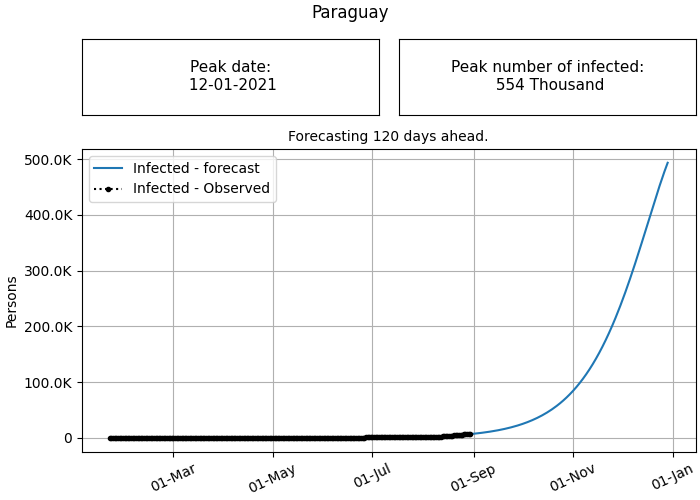 Paraguay
Peak date:
12-01-2021
Peak number of infected:
554 Thousand
Forecasting 120 days ahead.
Infected - forecast
Infected - Observed
500.0K
400.0K
300.0K
200.0K
100.0K
0
Persons
01-Mar
01-May
01-Jul
01-Sep
01-Nov
01-Jan